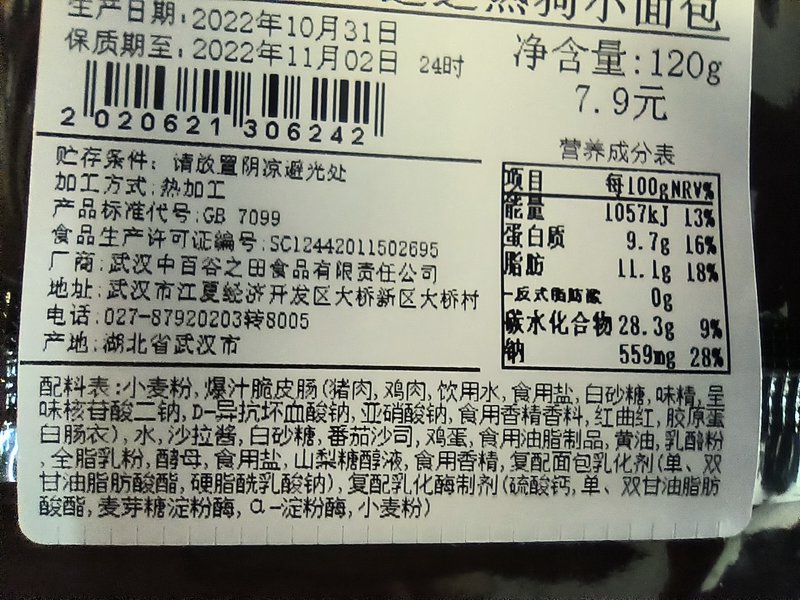 热狗小面包
生产日期:2022年10月31日
保质期至:2022年11月02日 24时
净含量:120g
7.9元
2 020621 306242
贮存条件: 请放置阴凉避光处
加工方式:热加工
产品标准代号:GB 7099
食品生产许可证编号:SC12442011502695
厂商:武汉中百谷之田食品有限责任公司
地址:武汉市江夏经济开发区大桥新区大桥村
电话:027-87920203转8005
产地:湖北省武汉市
营养成分表
项目 每100g NRV%
能量 1057kJ 13%
蛋白质 9.7g 16%
脂肪 11.1g 18%
-反式脂肪酸 0g
碳水化合物 28.3g 9%
钠 559mg 28%
配料表:小麦粉,爆汁脆皮肠(猪肉,鸡肉,饮用水,食用盐,白砂糖,味精,呈
味核苷酸二钠,D-异抗坏血酸钠,亚硝酸钠,食用香精香料,红曲红,胶原蛋
白肠衣),水,沙拉酱,白砂糖,番茄沙司,鸡蛋,食用油脂制品,黄油,乳酪粉
,全脂乳粉,酵母,食用盐,山梨糖醇液,食用香精,复配面包乳化剂(单、双
甘油脂肪酸酯,硬脂酰乳酸钠),复配乳化酶制剂(硫酸钙,单、双甘油脂肪
酸酯,麦芽糖淀粉酶,α-淀粉酶,小麦粉)